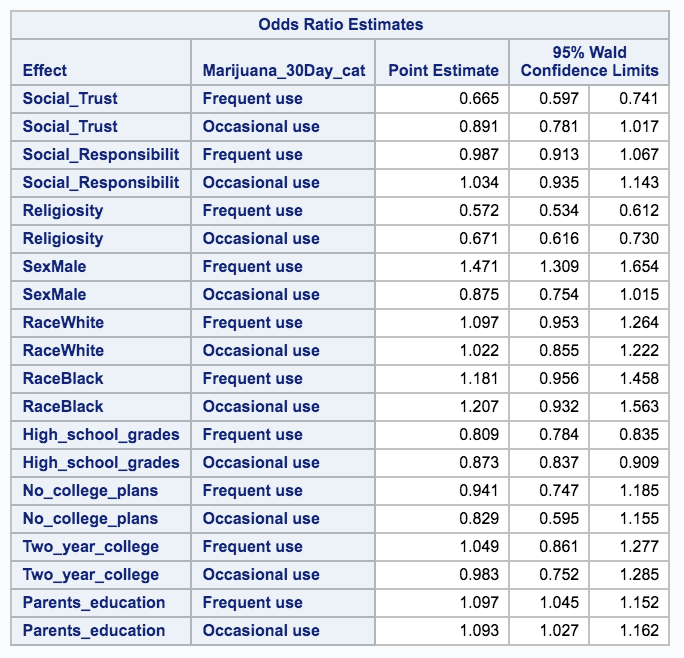 Odds Ratio Estimates
Effect Marijuana_30Day_cat Point Estimate 95% Wald Confidence Limits
Social_Trust Frequent use 0.665 0.597 0.741
Social_Trust Occasional use 0.891 0.781 1.017
Social_Responsibilit Frequent use 0.987 0.913 1.067
Social_Responsibilit Occasional use 1.034 0.935 1.143
Religiosity Frequent use 0.572 0.534 0.612
Religiosity Occasional use 0.671 0.616 0.730
SexMale Frequent use 1.471 1.309 1.654
SexMale Occasional use 0.875 0.754 1.015
RaceWhite Frequent use 1.097 0.953 1.264
RaceWhite Occasional use 1.022 0.855 1.222
RaceBlack Frequent use 1.181 0.956 1.458
RaceBlack Occasional use 1.207 0.932 1.563
High_school_grades Frequent use 0.809 0.784 0.835
High_school_grades Occasional use 0.873 0.837 0.909
No_college_plans Frequent use 0.941 0.747 1.185
No_college_plans Occasional use 0.829 0.595 1.155
Two_year_college Frequent use 1.049 0.861 1.277
Two_year_college Occasional use 0.983 0.752 1.285
Parents_education Frequent use 1.097 1.045 1.152
Parents_education Occasional use 1.093 1.027 1.162